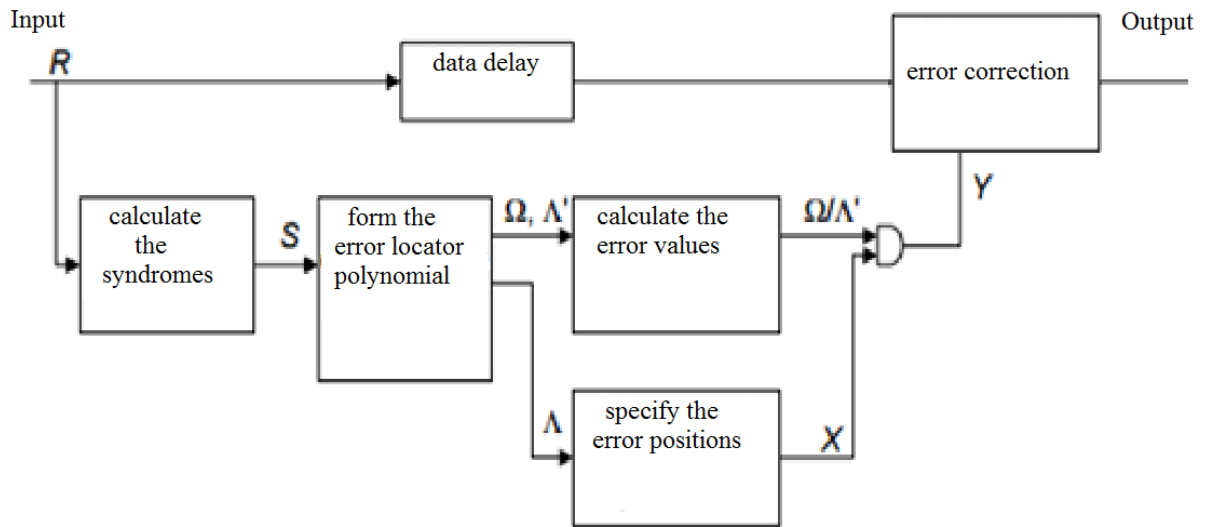 Input
Output
R
data delay
error correction
Y
calculate
the
syndromes
S
form the
error locator
polynomial
Ω, Λ'
calculate the
error values
Ω/Λ'
Λ
specify the
error positions
X